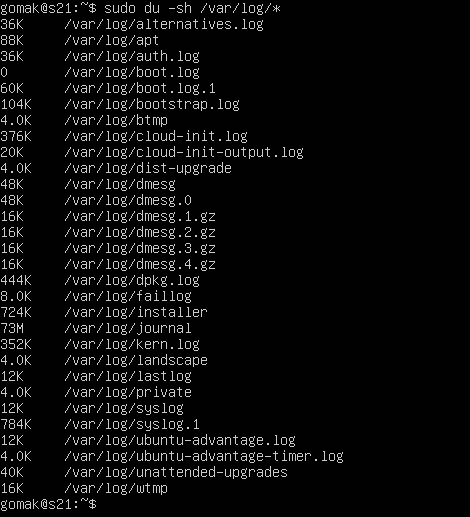 gomak@s21:~$ sudo du -sh /var/log/*
36K /var/log/alternatives.log
88K /var/log/apt
36K /var/log/auth.log
0 /var/log/boot.log
60K /var/log/boot.log.1
104K /var/log/bootstrap.log
4.0K /var/log/btmp
376K /var/log/cloud-init.log
20K /var/log/cloud-init-output.log
4.0K /var/log/dist-upgrade
48K /var/log/dmesg
48K /var/log/dmesg.0
16K /var/log/dmesg.1.gz
16K /var/log/dmesg.2.gz
16K /var/log/dmesg.3.gz
16K /var/log/dmesg.4.gz
444K /var/log/dpkg.log
8.0K /var/log/faillog
724K /var/log/installer
73M /var/log/journal
352K /var/log/kern.log
4.0K /var/log/landscape
12K /var/log/lastlog
4.0K /var/log/private
12K /var/log/syslog
784K /var/log/syslog.1
12K /var/log/ubuntu-advantage.log
4.0K /var/log/ubuntu-advantage-timer.log
40K /var/log/unattended-upgrades
16K /var/log/wtmp
gomak@s21:~$